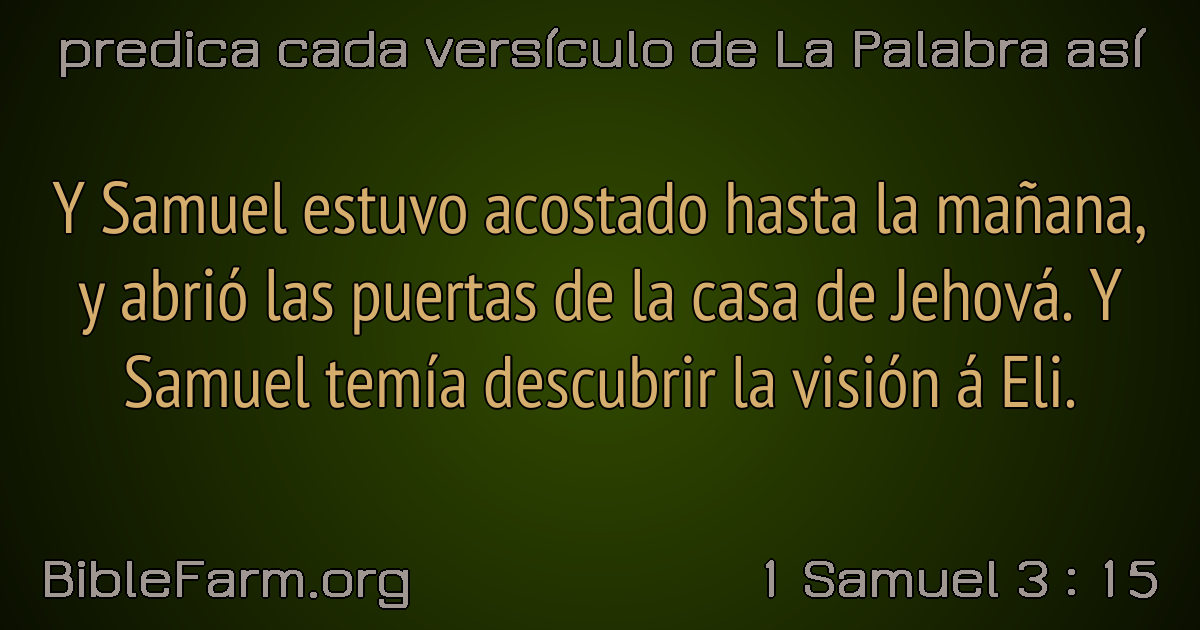 predica cada versículo de La Palabra así
Y Samuel estuvo acostado hasta la mañana,
y abrió las puertas de la casa de Jehová. Y
Samuel temía descubrir la visión á Eli.
BibleFarm.org
1 Samuel 3 : 15